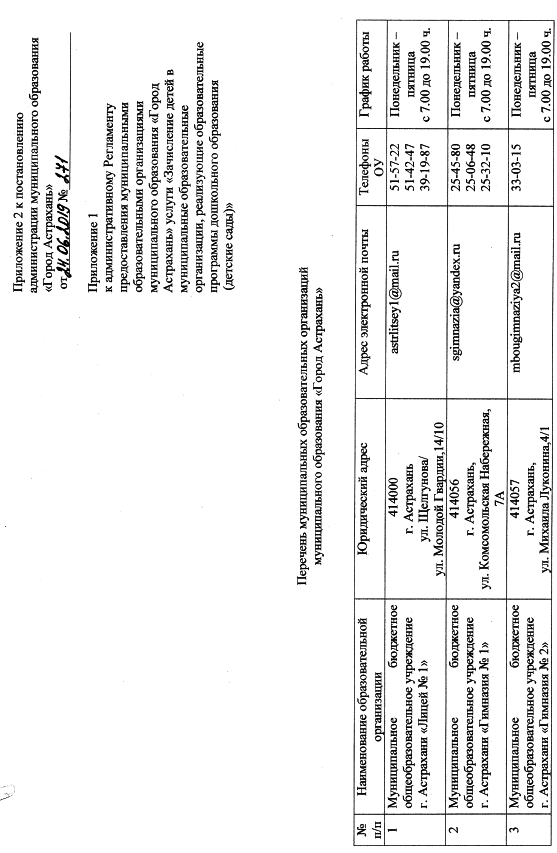 Приложение 2 к постановлению
администрации муниципального образования
«Город Астрахань»
от 24.06.2019 № 271
Приложение 1
к административному Регламенту
предоставления муниципальными
образовательными организациями
муниципального образования «Город
Астрахань» услуги «Зачисление детей в
муниципальные образовательные
организации, реализующие образовательные
программы дошкольного образования
(детские сады)»
Перечень муниципальных образовательных организаций
муниципального образования «Город Астрахань»
№ п/п Наименование образовательной организации Юридический адрес Адрес электронной почты Телефоны ОУ График работы
1 Муниципальное бюджетное 414000 astrlitsey1@mail.ru 51-57-22 Понедельник –
общеобразовательное учреждение г. Астрахань 51-42-47 пятница
г. Астрахани «Лицей № 1» ул. Щелгунова/ 39-19-87 с 7.00 до 19.00 ч.
ул. Молодой Гвардии,14/10
2 Муниципальное бюджетное 414056 sgimnazia@yandex.ru 25-45-80 Понедельник –
общеобразовательное учреждение г. Астрахань, 25-06-48 пятница
г. Астрахани «Гимназия № 1» ул. Комсомольская Набережная, 25-32-10 с 7.00 до 19.00 ч.
7А
3 Муниципальное бюджетное 414057 mbougimnaziya2@mail.ru 33-03-15 Понедельник –
общеобразовательное учреждение г. Астрахань, пятница
г. Астрахани «Гимназия № 2» ул. Михаила Луконина,4/1 с 7.00 до 19.00 ч.